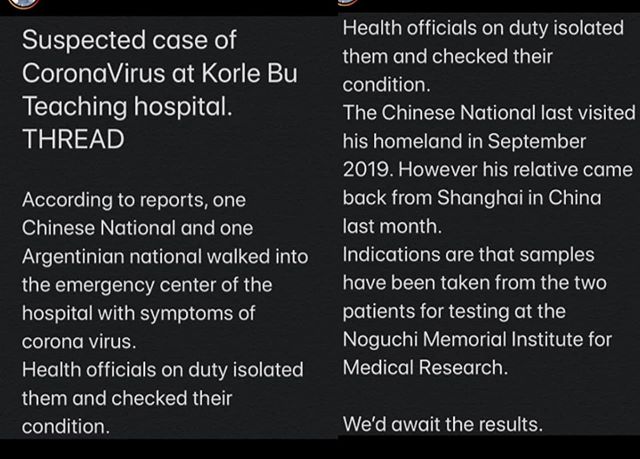 Suspected case of
CoronaVirus at Korle Bu
Teaching hospital.
THREAD
According to reports, one
Chinese National and one
Argentinian national walked into
the emergency center of the
hospital with symptoms of
corona virus.
Health officials on duty isolated
them and checked their
condition.
Health officials on duty isolated
them and checked their
condition.
The Chinese National last visited
his homeland in September
2019. However his relative came
back from Shanghai in China
last month.
Indications are that samples
have been taken from the two
patients for testing at the
Noguchi Memorial Institute for
Medical Research.
We'd await the results.